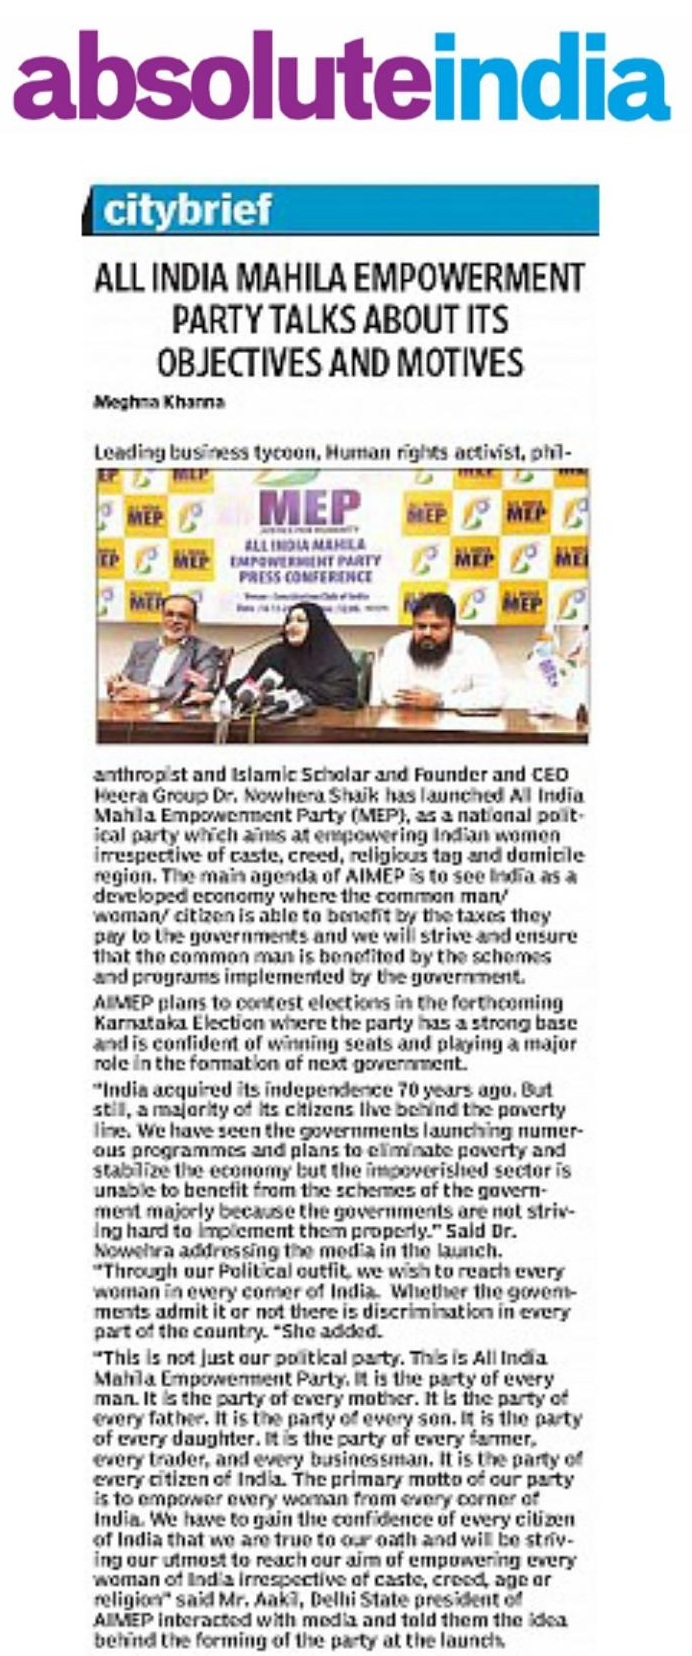 absoluteindia
citybrief
ALL INDIA MAHILA EMPOWERMENT
PARTY TALKS ABOUT ITS
OBJECTIVES AND MOTIVES
Meghna Khanna
Leading business tycoon, Human rights activist, phil-
MEP
ALL INDIA MAHILA
EMPOWERMENT PARTY
PRESS CONFERENCE
MEP
MEP
MEP
MEP
MEP
MEP
anthropist and Islamic Scholar and Founder and CEO
Heera Group Dr. Nowhera Shaik has launched All India
Mahila Empowerment Party (MEP), as a national polit-
ical party which aims at empowering Indian women
irrespective of caste, creed, religious tag and domicile
region. The main agenda of AIMEP is to see India as a
developed economy where the common man/
woman/ citizen is able to benefit by the taxes they
pay to the governments and we will strive and ensure
that the common man is benefited by the schemes
and programs implemented by the government.
AIMEP plans to contest elections in the forthcoming
Karnataka Election where the party has a strong base
and is confident of winning seats and playing a major
role in the formation of next government.
"India acquired its independence 70 years ago. But
still, a majority of its citizens live behind the poverty
line. We have seen the governments launching numer-
ous programmes and plans to eliminate poverty and
stabilize the economy but the impoverished sector is
unable to benefit from the schemes of the govern-
ment majorly because the governments are not striv-
ing hard to implement them properly." Said Dr.
Nowehra addressing the media in the launch.
"Through our Political outfit, we wish to reach every
woman in every corner of India. Whether the govern-
ments admit it or not there is discrimination in every
part of the country. "She added.
"This is not just our political party. This is All India
Mahila Empowerment Party. It is the party of every
man. It is the party of every mother. It is the party of
every father. It is the party of every son. It is the party
of every daughter. It is the party of every farmer,
every trader, and every businessman. It is the party of
every citizen of India. The primary motto of our party
is to empower every woman from every corner of
India. We have to gain the confidence of every citizen
of India that we are true to our oath and will be striv-
ing our utmost to reach our aim of empowering every
woman of India irrespective of caste, creed, age or
religion" said Mr. Aakil, Delhi State president of
AIMEP interacted with media and told them the idea
behind the forming of the party at the launch.